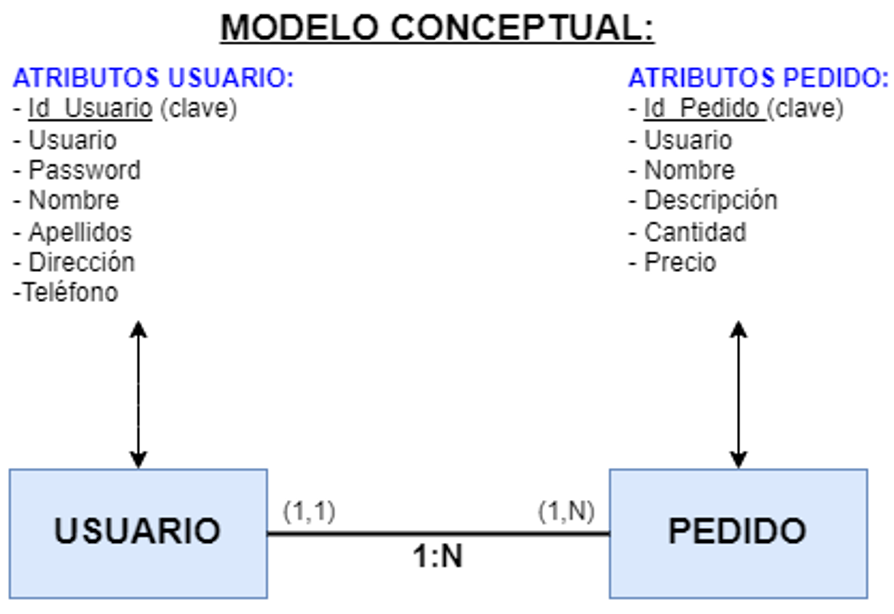 MODELO CONCEPTUAL:
ATRIBUTOS USUARIO:
- Id_Usuario (clave)
- Usuario
- Password
- Nombre
- Apellidos
- Dirección
-Teléfono
ATRIBUTOS PEDIDO:
- Id_Pedido (clave)
- Usuario
- Nombre
- Descripción
- Cantidad
- Precio
USUARIO
(1,1)
1:N
(1,N)
PEDIDO